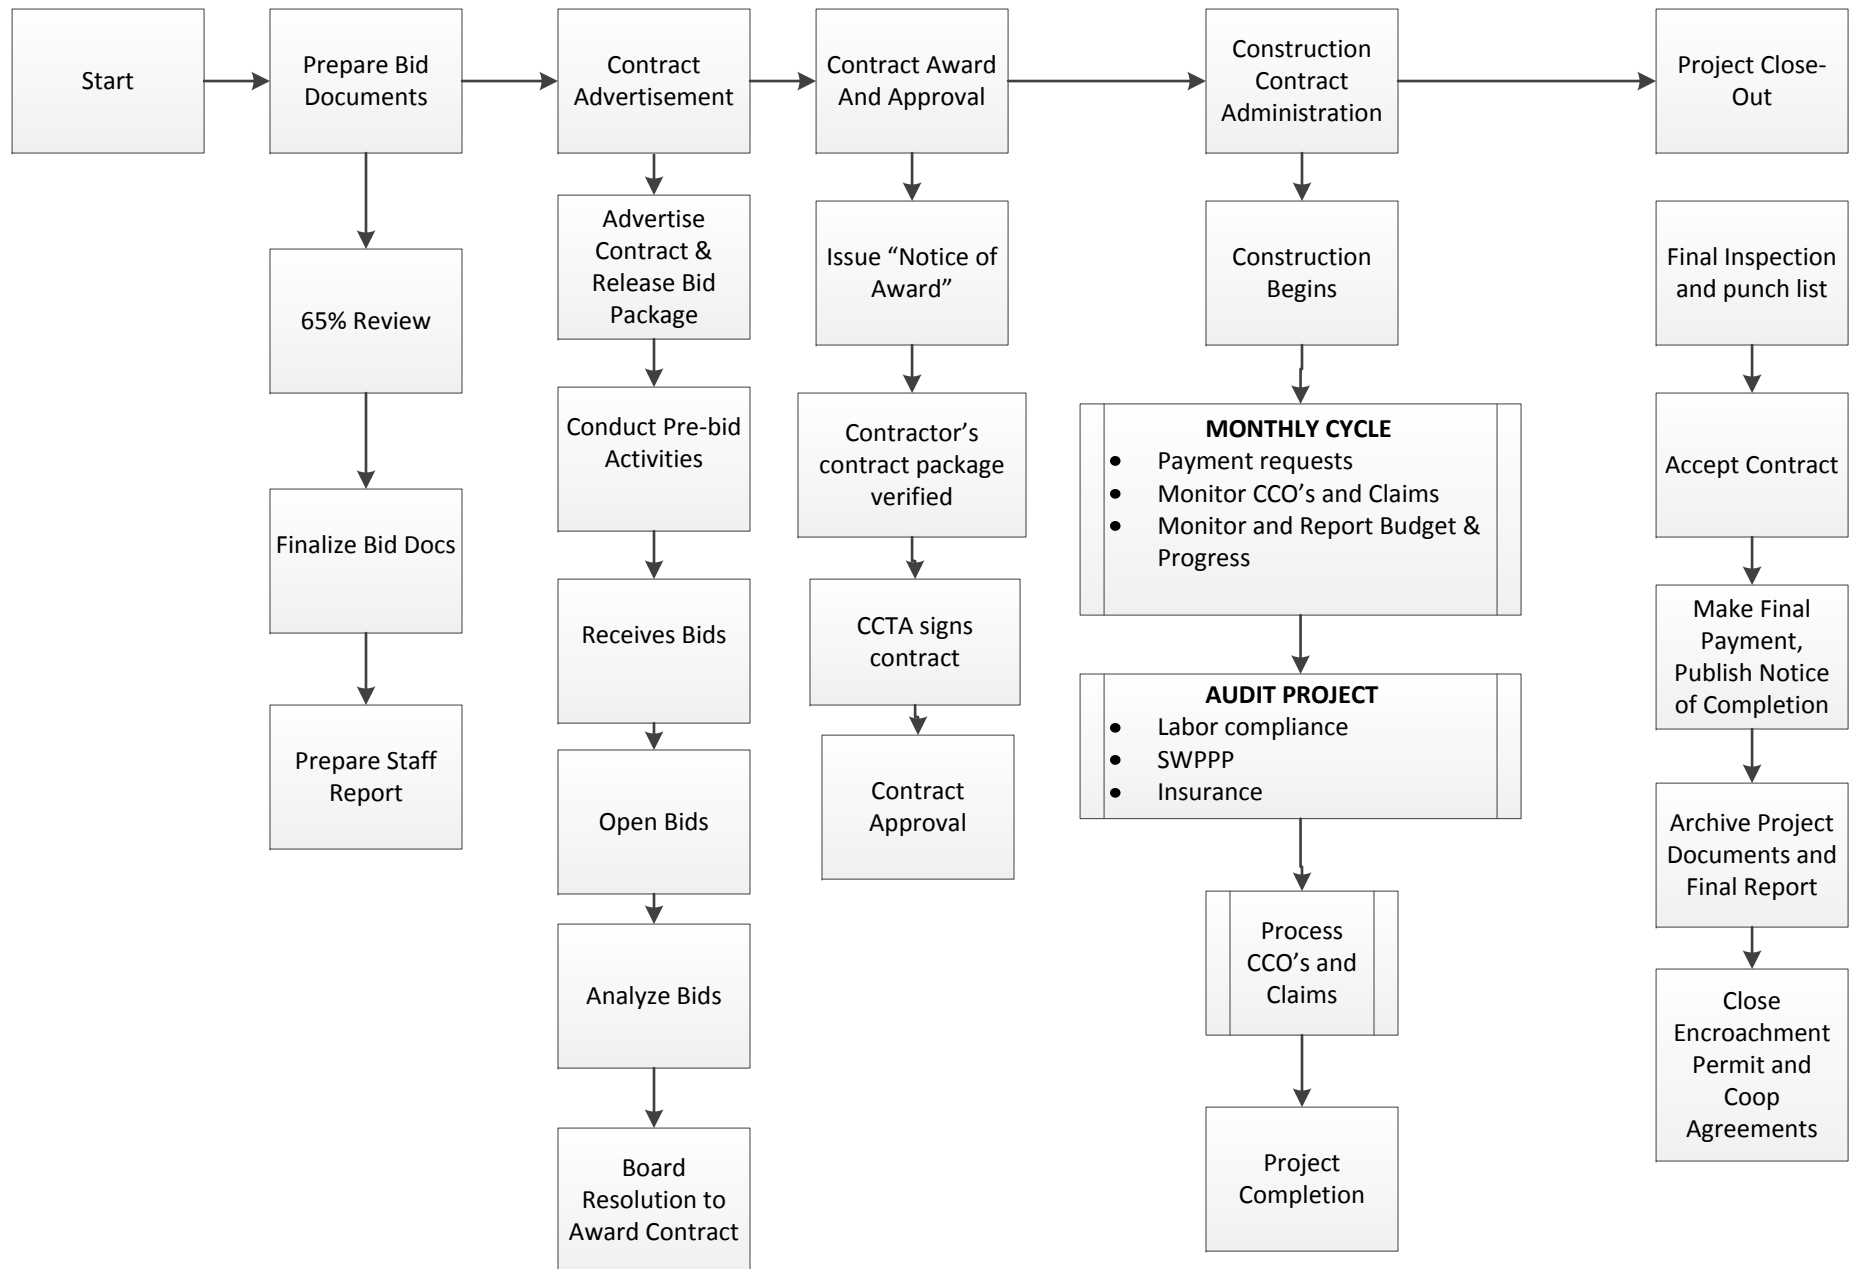 Start
Prepare Bid
Documents
Contract
Advertisement
Contract Award
And Approval
Construction
Contract
Administration
Project Close-
Out
65% Review
Finalize Bid Docs
Prepare Staff
Report
Advertise
Contract &
Release Bid
Package
Conduct Pre-bid
Activities
Receives Bids
Open Bids
Analyze Bids
Board
Resolution to
Award Contract
Issue “Notice of
Award”
Contractor’s
contract package
verified
CCTA signs
contract
Contract
Approval
Construction
Begins
MONTHLY CYCLE
• Payment requests
• Monitor CCO’s and Claims
• Monitor and Report Budget &
Progress
AUDIT PROJECT
• Labor compliance
• SWPPP
• Insurance
Process
CCO’s and
Claims
Project
Completion
Final Inspection
and punch list
Accept Contract
Make Final
Payment,
Publish Notice
of Completion
Archive Project
Documents and
Final Report
Close
Encroachment
Permit and
Coop
Agreements